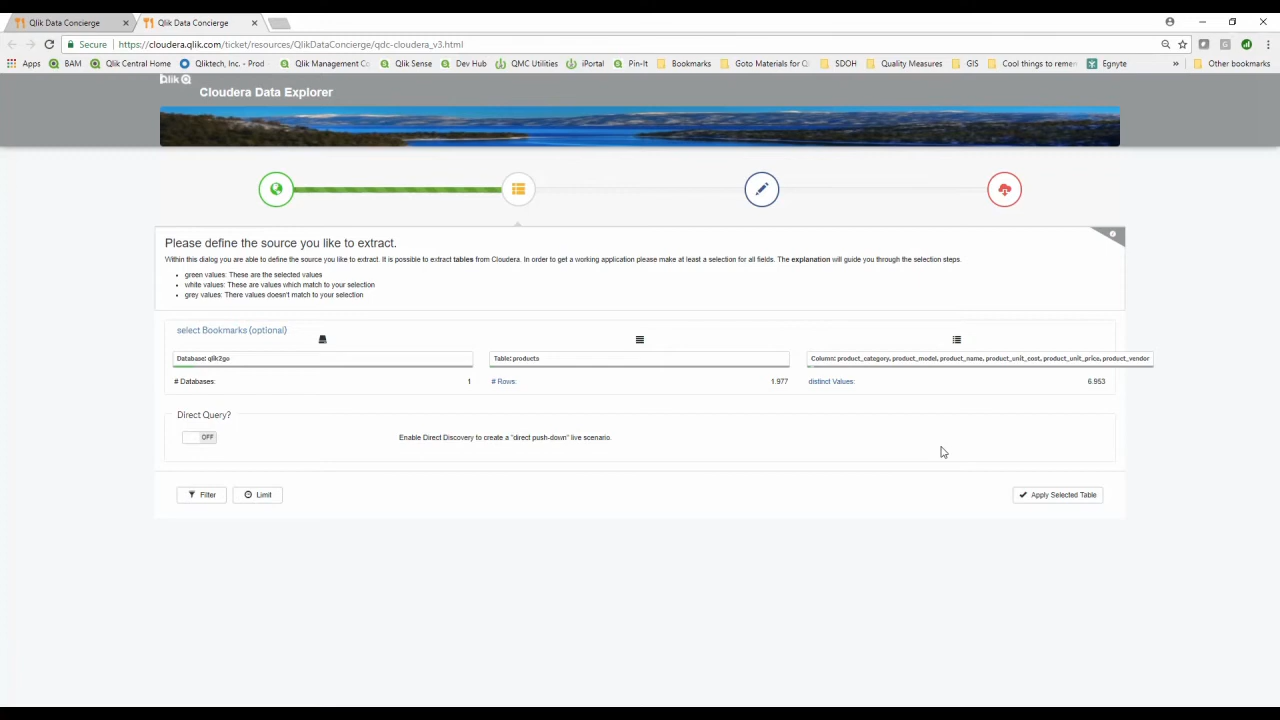 Qlik Data Concierge
Qlik Data Concierge
Secure https://cloudera.qlik.com/ticket/resources/QlikDataConcierge/qdc-cloudera_v3.html
Apps BAM Qlik Central Home Qliktech, Inc. - Prod Qlik Management Co Qlik Sense Dev Hub QMC Utilities iPortal Pin-It Bookmarks Goto Materials for Q SDOH Quality Measures GIS Cool things to remem Egnyte » Other bookmarks
Qlik
Cloudera Data Explorer
Please define the source you like to extract.
Within this dialog you are able to define the source you like to extract. It is possible to extract tables from Cloudera. In order to get a working application please make at least a selection for all fields. The explanation will guide you through the selection steps.
• green values: These are the selected values
• white values: These are values which match to your selection
• grey values: There values doesn't match to your selection
select Bookmarks (optional)
Database: qlik2go Table: products Column: product_category, product_model, product_name, product_unit_cost, product_unit_price, product_vendor
# Databases: 1 # Rows: 1.977 distinct Values: 6.953
Direct Query?
OFF Enable Direct Discovery to create a "direct push-down" live scenario.
Filter Limit Apply Selected Table